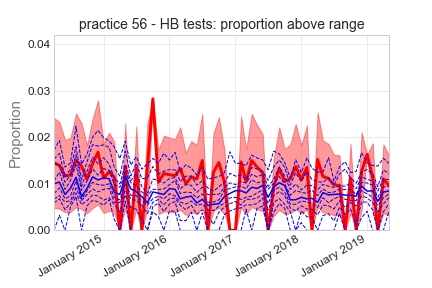 practice 56 - HB tests: proportion above range
Proportion
0.04
0.03
0.02
0.01
0.00
January 2015
January 2016
January 2017
January 2018
January 2019